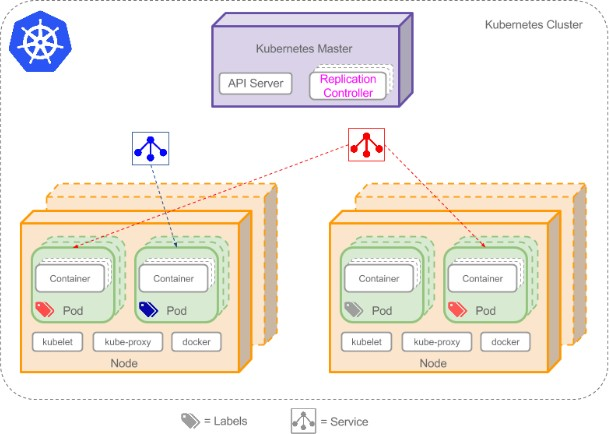 Kubernetes Cluster
Kubernetes Master
API Server
Replication
Controller
Container
Container
Pod
Pod
kubelet
kube-proxy
docker
Node
Container
Container
Pod
Pod
kubelet
kube-proxy
docker
Node
= Labels
= Service